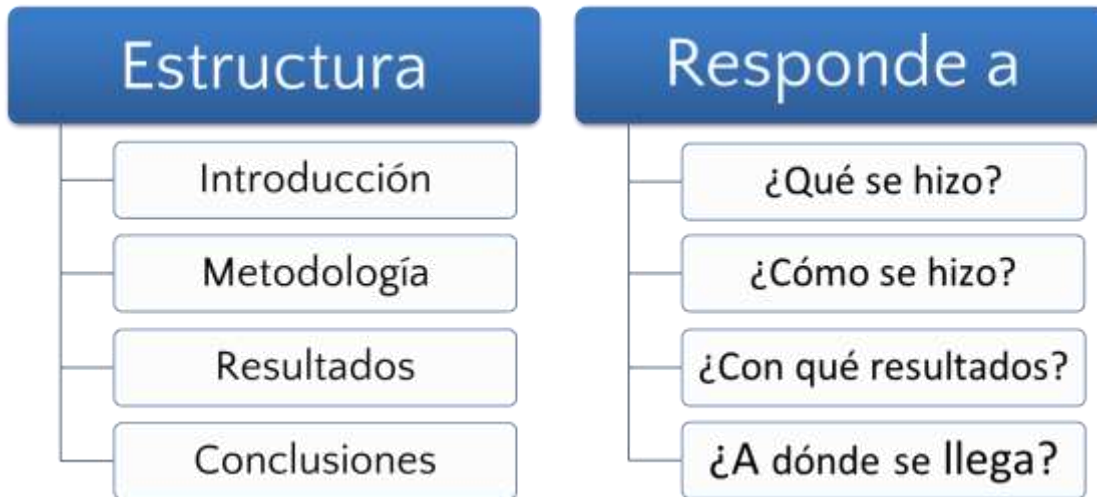 Estructura
Introducción
Metodología
Resultados
Conclusiones
Responde a
¿Qué se hizo?
¿Cómo se hizo?
¿Con qué resultados?
¿A dónde se llega?